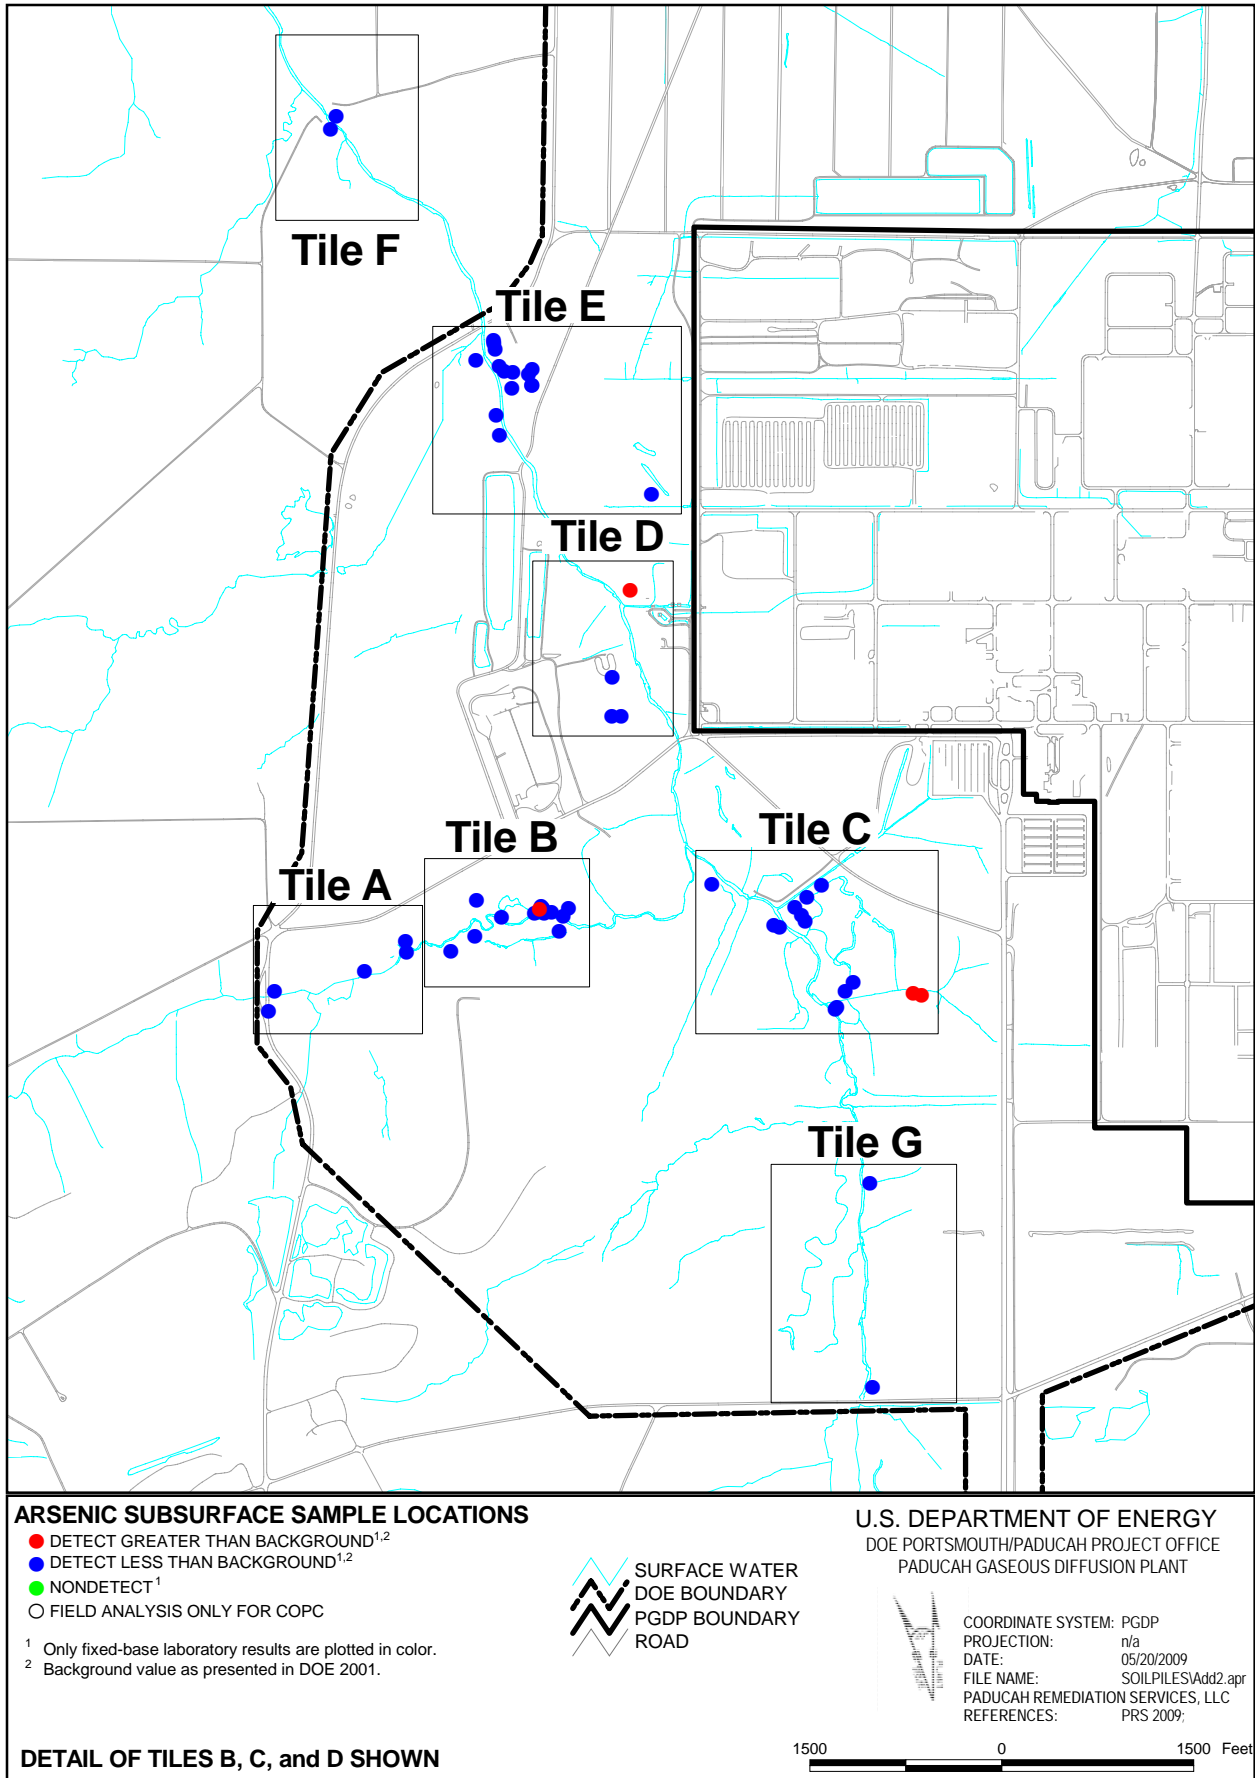 Tile F
Tile E
Tile D
Tile B
Tile C
Tile A
Tile G
ARSENIC SUBSURFACE SAMPLE LOCATIONS
DETECT GREATER THAN BACKGROUND1,2
DETECT LESS THAN BACKGROUND1,2
NONDETECT1
FIELD ANALYSIS ONLY FOR COPC
1 Only fixed-base laboratory results are plotted in color.
2 Background value as presented in DOE 2001.
DETAIL OF TILES B, C, and D SHOWN
SURFACE WATER
DOE BOUNDARY
PGDP BOUNDARY
ROAD
U.S. DEPARTMENT OF ENERGY
DOE PORTSMOUTH/PADUCAH PROJECT OFFICE
PADUCAH GASEOUS DIFFUSION PLANT
COORDINATE SYSTEM: PGDP
PROJECTION: n/a
DATE: 05/20/2009
FILE NAME: SOILPILES\Add2.apr
PADUCAH REMEDIATION SERVICES, LLC
REFERENCES: PRS 2009;
1500 0 1500 Feet